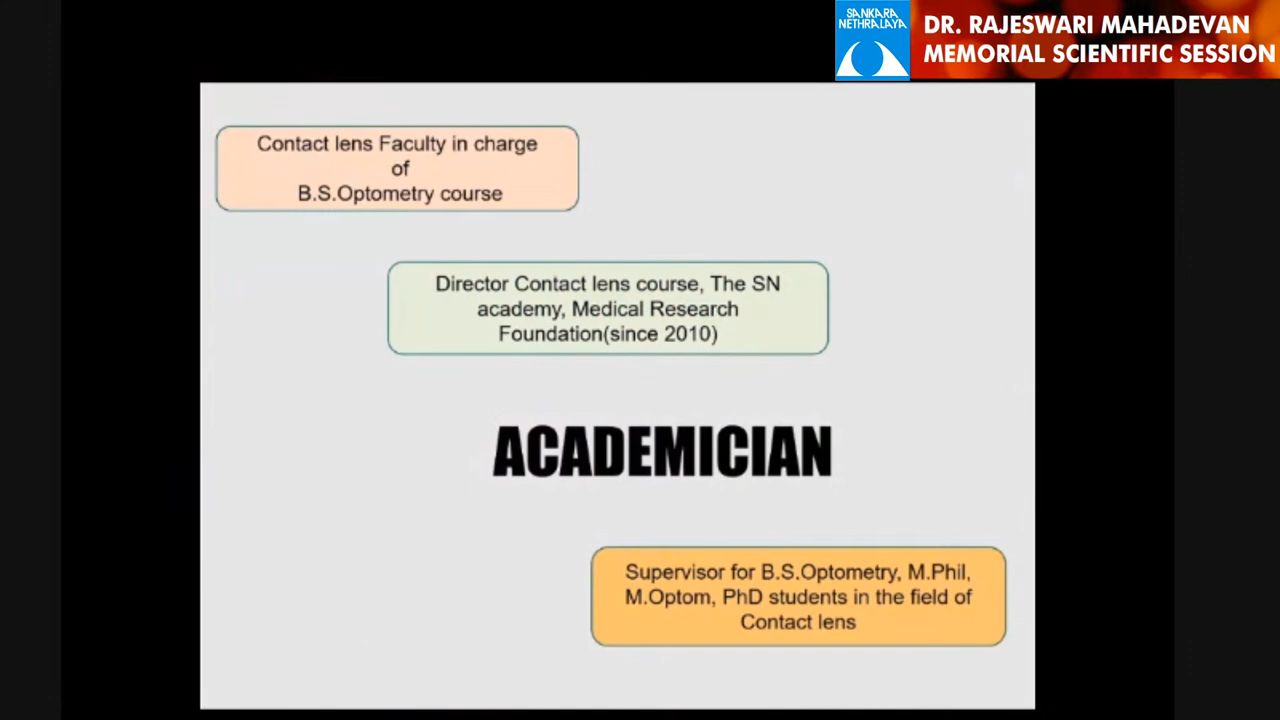 SANKARA
NETHRALAYA
DR. RAJESWARI MAHADEVAN
MEMORIAL SCIENTIFIC SESSION
Contact lens Faculty in charge
of
B.S.Optometry course
Director Contact lens course, The SN
academy, Medical Research
Foundation(since 2010)
ACADEMICIAN
Supervisor for B.S.Optometry, M.Phil,
M.Optom, PhD students in the field of
Contact lens